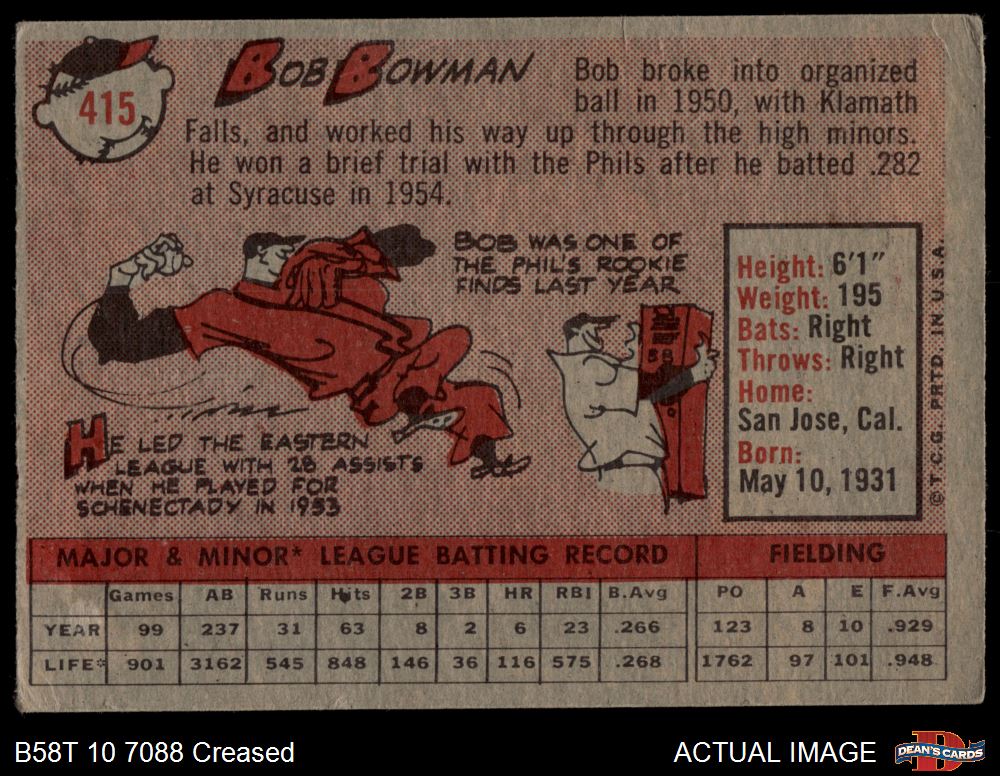 415
BOB BOWMAN
Bob broke into organized
ball in 1950, with Klamath
Falls, and worked his way up through the high minors.
He won a brief trial with the Phils after he batted .282
at Syracuse in 1954.
BOB WAS ONE OF
THE PHIL'S ROOKIE
FINDS LAST YEAR
BB
HE LED THE EASTERN
LEAGUE WITH 28 ASSISTS
WHEN HE PLAYED FOR
SCHENECTADY IN 1953
Height: 6'1"
Weight: 195
Bats: Right
Throws: Right
Home:
San Jose, Cal.
Born:
May 10, 1931
© T.C.G. PRTD. IN U.S.A.
MAJOR & MINOR* LEAGUE BATTING RECORD FIELDING
Games AB Runs Hits 2B 3B HR RBI B.Avg PO A E F.Avg
YEAR 99 237 31 63 8 2 6 23 .266 123 8 10 .929
LIFE* 901 3162 545 848 146 36 116 575 .268 1762 97 101 .948
B58T 10 7088 Creased
ACTUAL IMAGE
DEAN'S CARDS